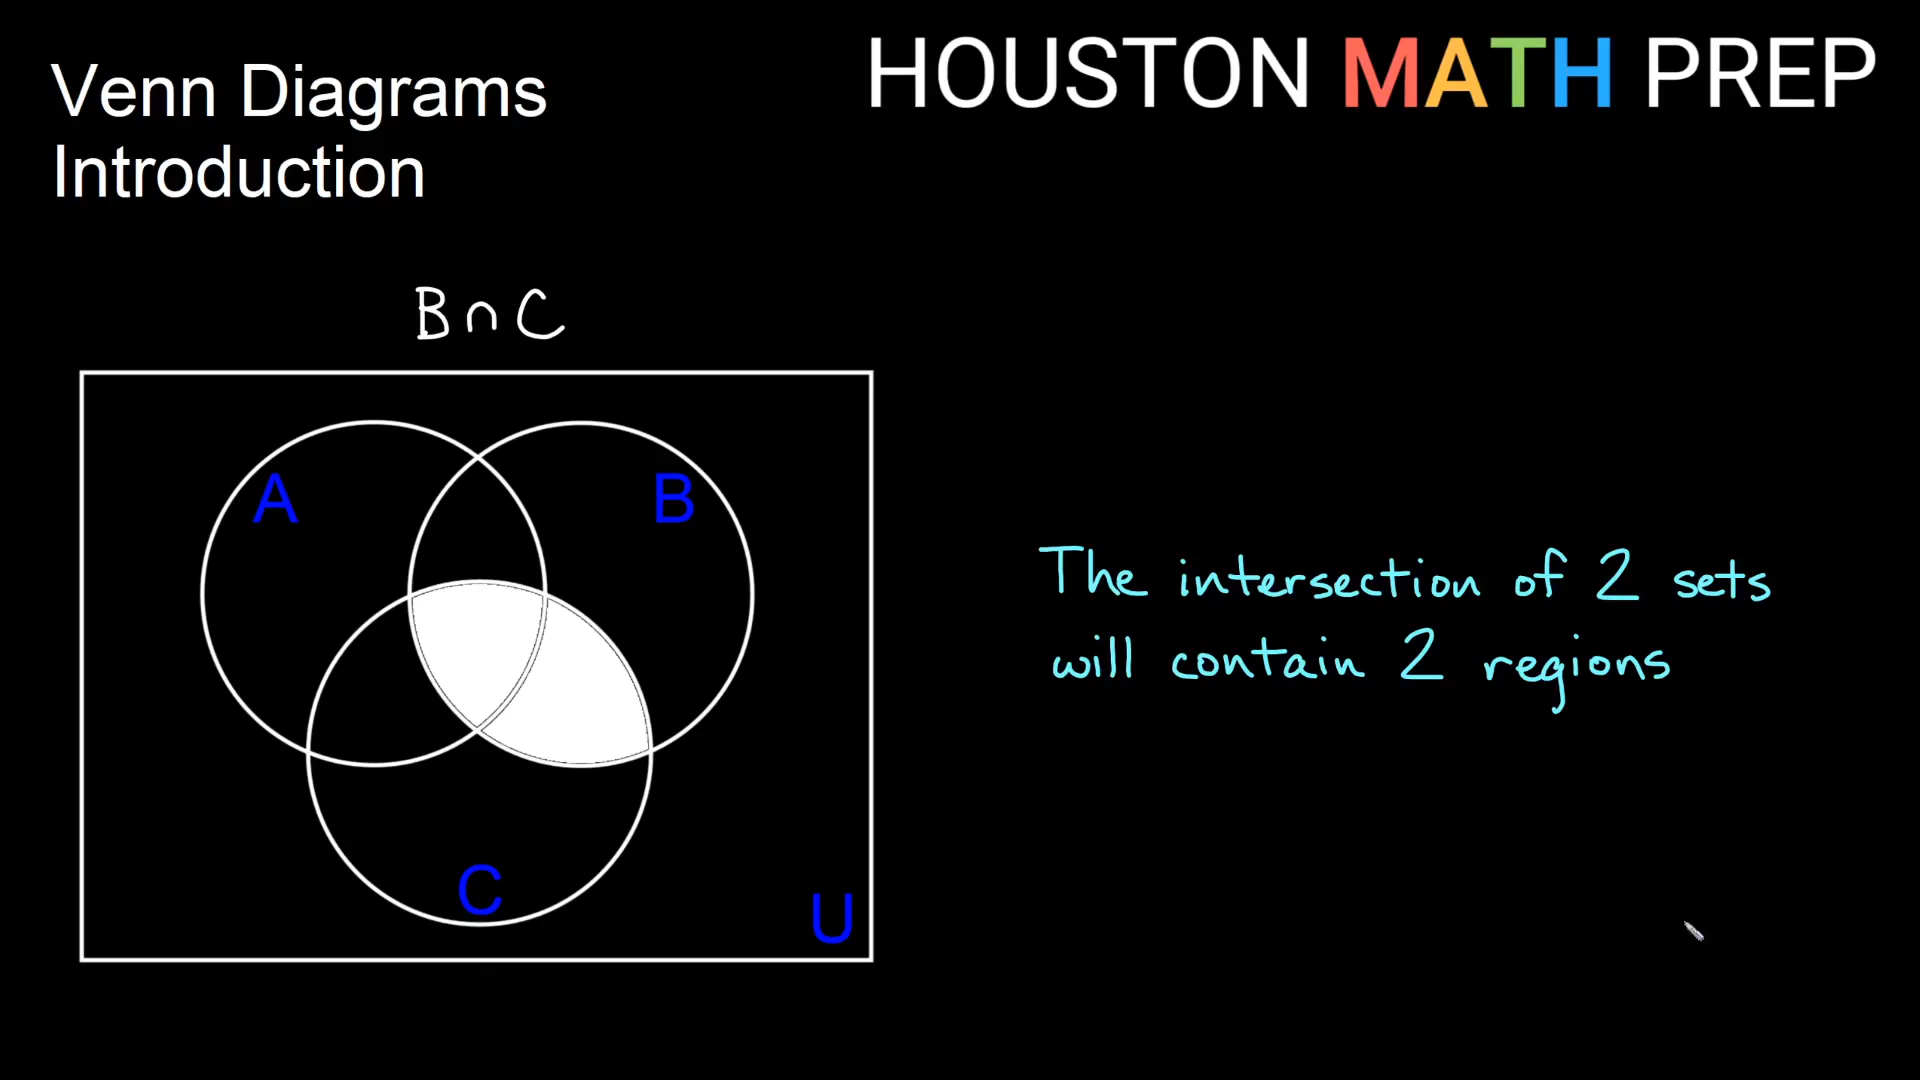 HOUSTON MATH PREP
Venn Diagrams
Introduction
B∩C
A
B
C
U
The intersection of 2 sets
will contain 2 regions